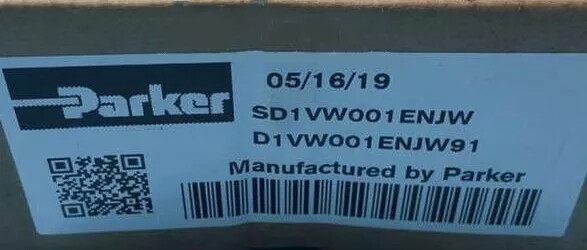 Parker
05/16/19
SD1VW001ENJW
D1VW001ENJW91
Manufactured by Parker